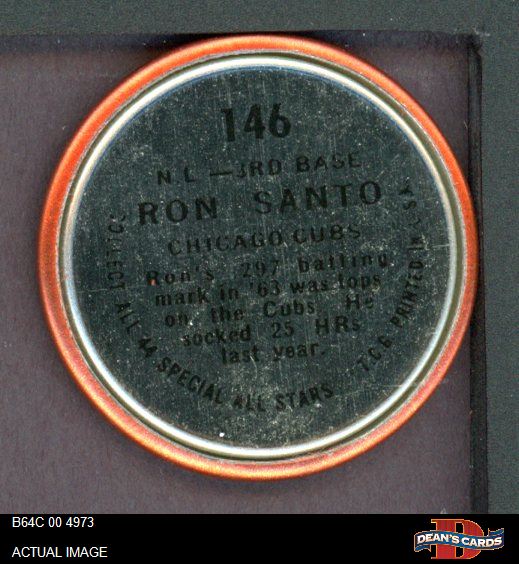 146
N.L.—3RD BASE
RON SANTO
CHICAGO CUBS
Ron's .297 batting
mark in '63 was tops
on the Cubs. He
socked 25 HRs
last year.
COLLECT ALL 44 SPECIAL ALL STARS
T.C.G. PRINTED IN U.S.A.
B64C 00 4973
ACTUAL IMAGE
D
DEAN'S CARDS